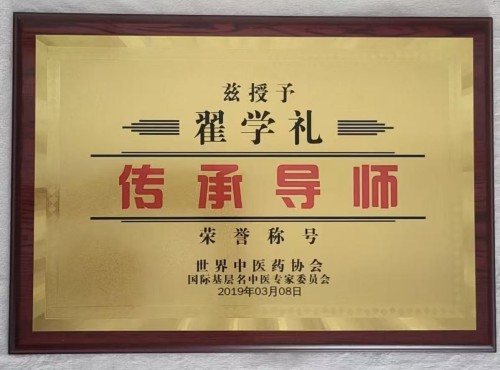 兹授予
翟学礼
传承导师
荣誉称号
世界中医药协会
国际基层名中医专家委员会
2019年03月08日